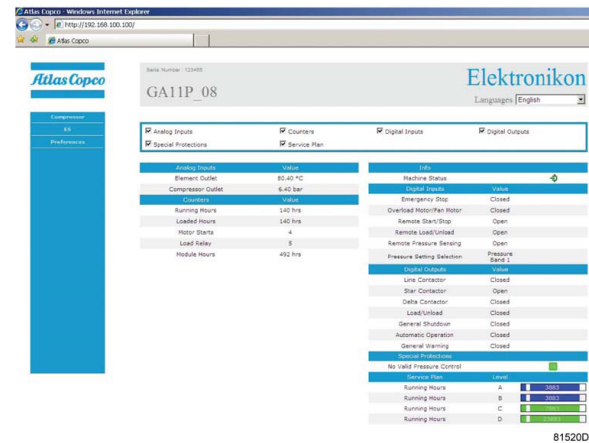 Atlas Copco - Windows Internet Explorer
http://192.168.100.100/
Atlas Copco
Atlas Copco
Serial Number: 123456
GA11P_08
Elektronikon
Languages English
Compressor
ES
Preferences
Analog Inputs Counters Digital Inputs Digital Outputs
Special Protections Service Plan
Analog Inputs Value
Element Outlet 80.40 °C
Compressor Outlet 6.40 bar
Counters Value
Running Hours 140 hrs
Loaded Hours 140 hrs
Motor Starts 4
Load Relay 5
Module Hours 492 hrs
Info
Machine Status
Digital Inputs Value
Emergency Stop Closed
Overload Motor/Fan Motor Closed
Remote Start/Stop Open
Remote Load/Unload Open
Remote Pressure Sensing Open
Pressure Setting Selection Pressure Band 1
Digital Outputs Value
Line Contactor Closed
Star Contactor Open
Delta Contactor Closed
Load/Unload Closed
General Shutdown Closed
Automatic Operation Closed
General Warning Closed
Special Protections
No Valid Pressure Control
Service Plan Level
Running Hours A 3863
Running Hours B 3863
Running Hours C
Running Hours D
81520D